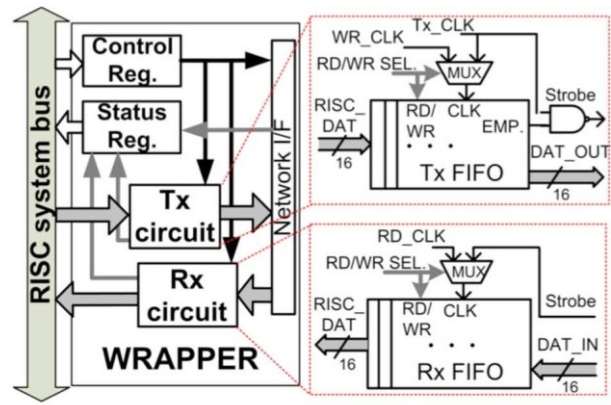 RISC system bus
Control
Reg.
Status
Reg.
Tx
circuit
Rx
circuit
WRAPPER
Network I/F
Tx_CLK
WR_CLK
RD/WR SEL.
MUX
Strobe
RISC_
DAT
16
RD/
WR
CLK
EMP.
. . .
Tx FIFO
DAT_OUT
16
RD_CLK
RD/WR SEL.
MUX
Strobe
RISC_
DAT
16
RD/
WR
CLK
. . .
Rx FIFO
DAT_IN
16